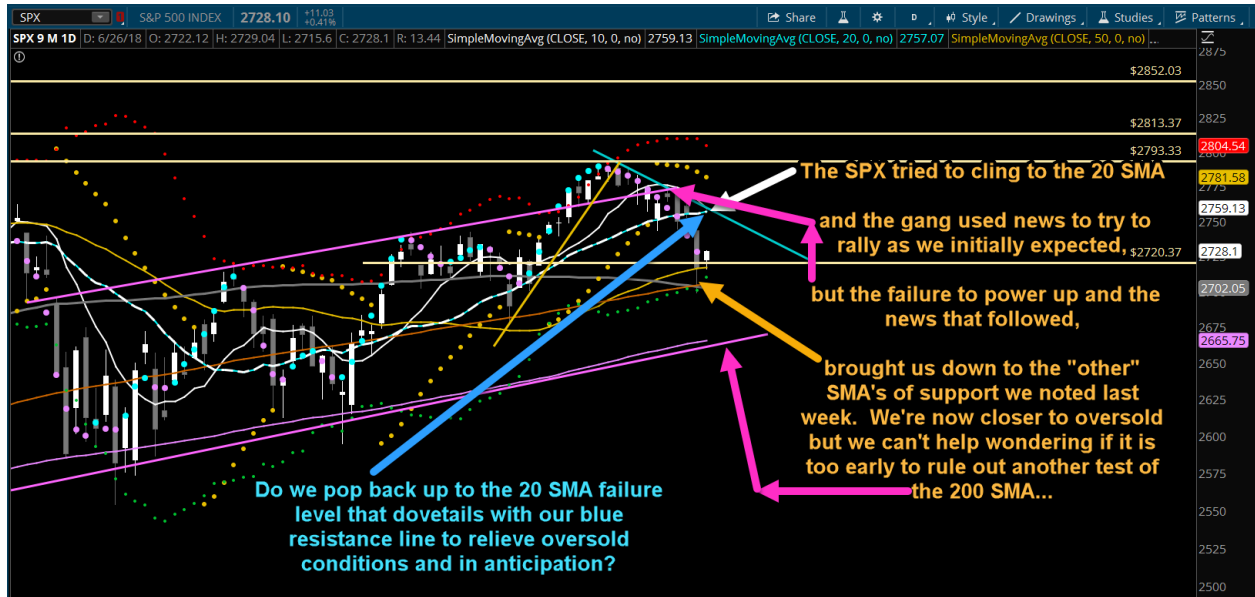 SPX
S&P 500 INDEX 2728.10 +11.03
+0.41%
Share D Style Drawings Studies Patterns
SPX 9 M 1D D: 6/26/18 O: 2722.12 H: 2729.04 L: 2715.6 C: 2728.1 R: 13.44 SimpleMovingAvg (CLOSE, 10, 0, no) 2759.13 SimpleMovingAvg (CLOSE, 20, 0, no) 2757.07 SimpleMovingAvg (CLOSE, 50, 0, no) ...
2875
$2852.03
2850
2825
$2813.37
2804.54
2800
$2793.33
2781.58
2775
2759.13
2750
2728.1
2725
$2720.37
2702.05
2675
2665.75
2650
2625
2600
2575
2550
2525
2500
The SPX tried to cling to the 20 SMA
and the gang used news to try to
rally as we initially expected,
but the failure to power up and the
news that followed,
brought us down to the "other"
SMA's of support we noted last
week. We're now closer to oversold
but we can't help wondering if it is
too early to rule out another test of
the 200 SMA...
Do we pop back up to the 20 SMA failure
level that dovetails with our blue
resistance line to relieve oversold
conditions and in anticipation?